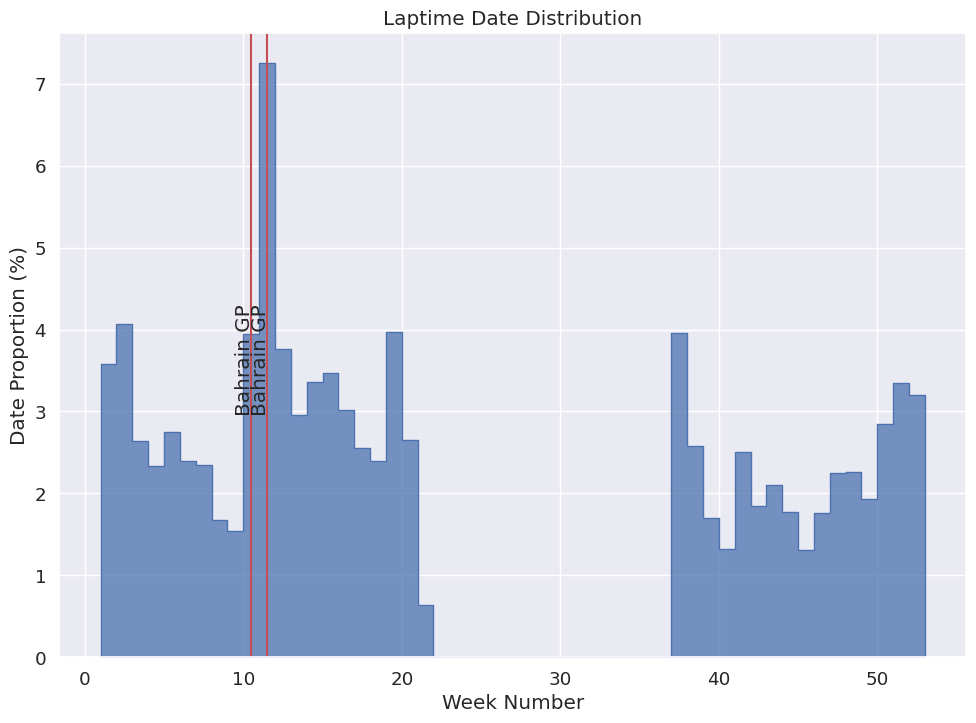 Laptime Date Distribution
Date Proportion (%)
7
6
5
4
3
2
1
0
Bahrain GP
Bahrain GP
0 10 20 30 40 50
Week Number